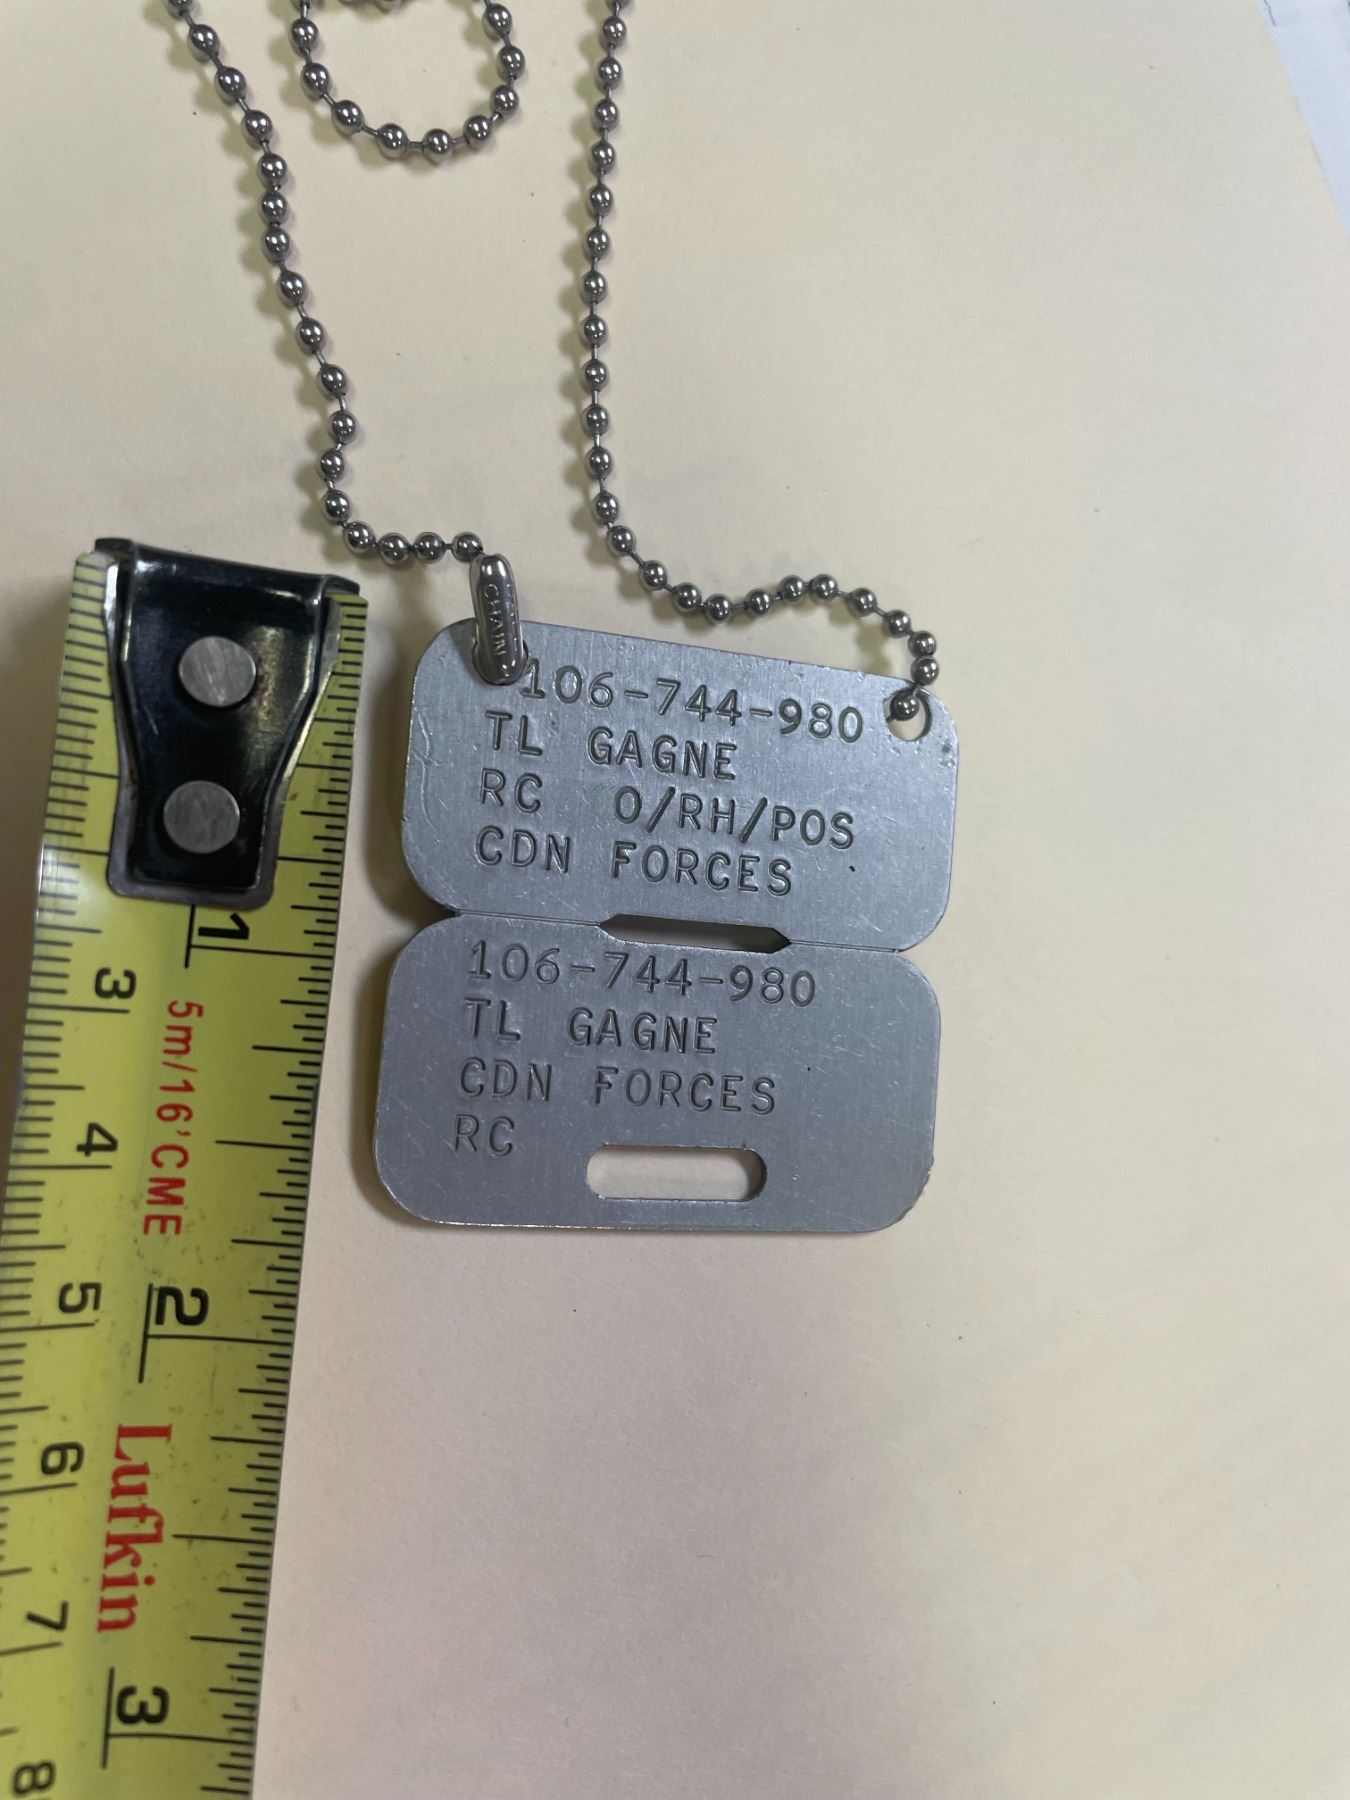 CHAIN
106-744-980
TL GAGNE
RC O/RH/POS
CDN FORCES
106-744-980
TL GAGNE
CDN FORCES
RC
1
3
5m/16'CME
4
5
2
6
Lufkin
7
3
8